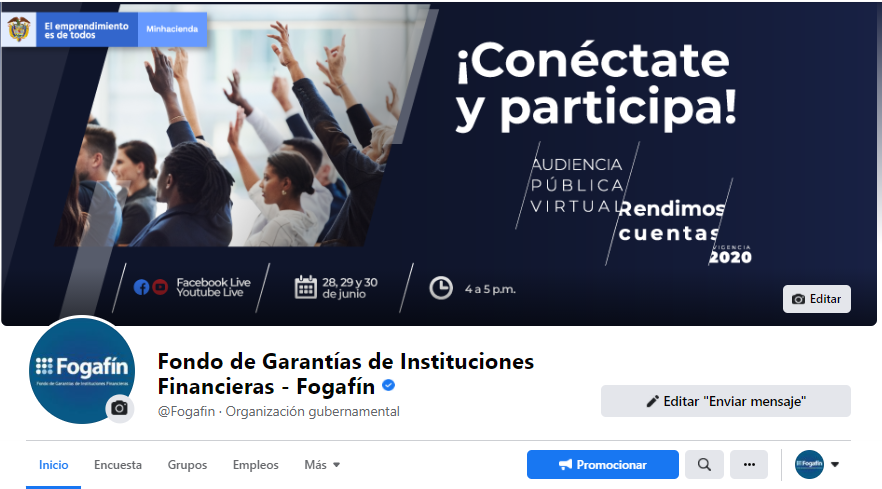 El emprendimiento
es de todos
Minhacienda
¡Conéctate
y participa!
AUDIENCIA
PÚBLICA
VIRTUAL
Rendimos
cuentas
VIGENCIA
2020
Facebook Live
Youtube Live
28, 29 y 30
de junio
4 a 5 p.m.
Editar
Fogafín
Fondo de Garantías de Instituciones Financieras
Fondo de Garantías de Instituciones
Financieras - Fogafín
@Fogafin · Organización gubernamental
Editar "Enviar mensaje"
Inicio
Encuesta
Grupos
Empleos
Más
Promocionar
Fogafín